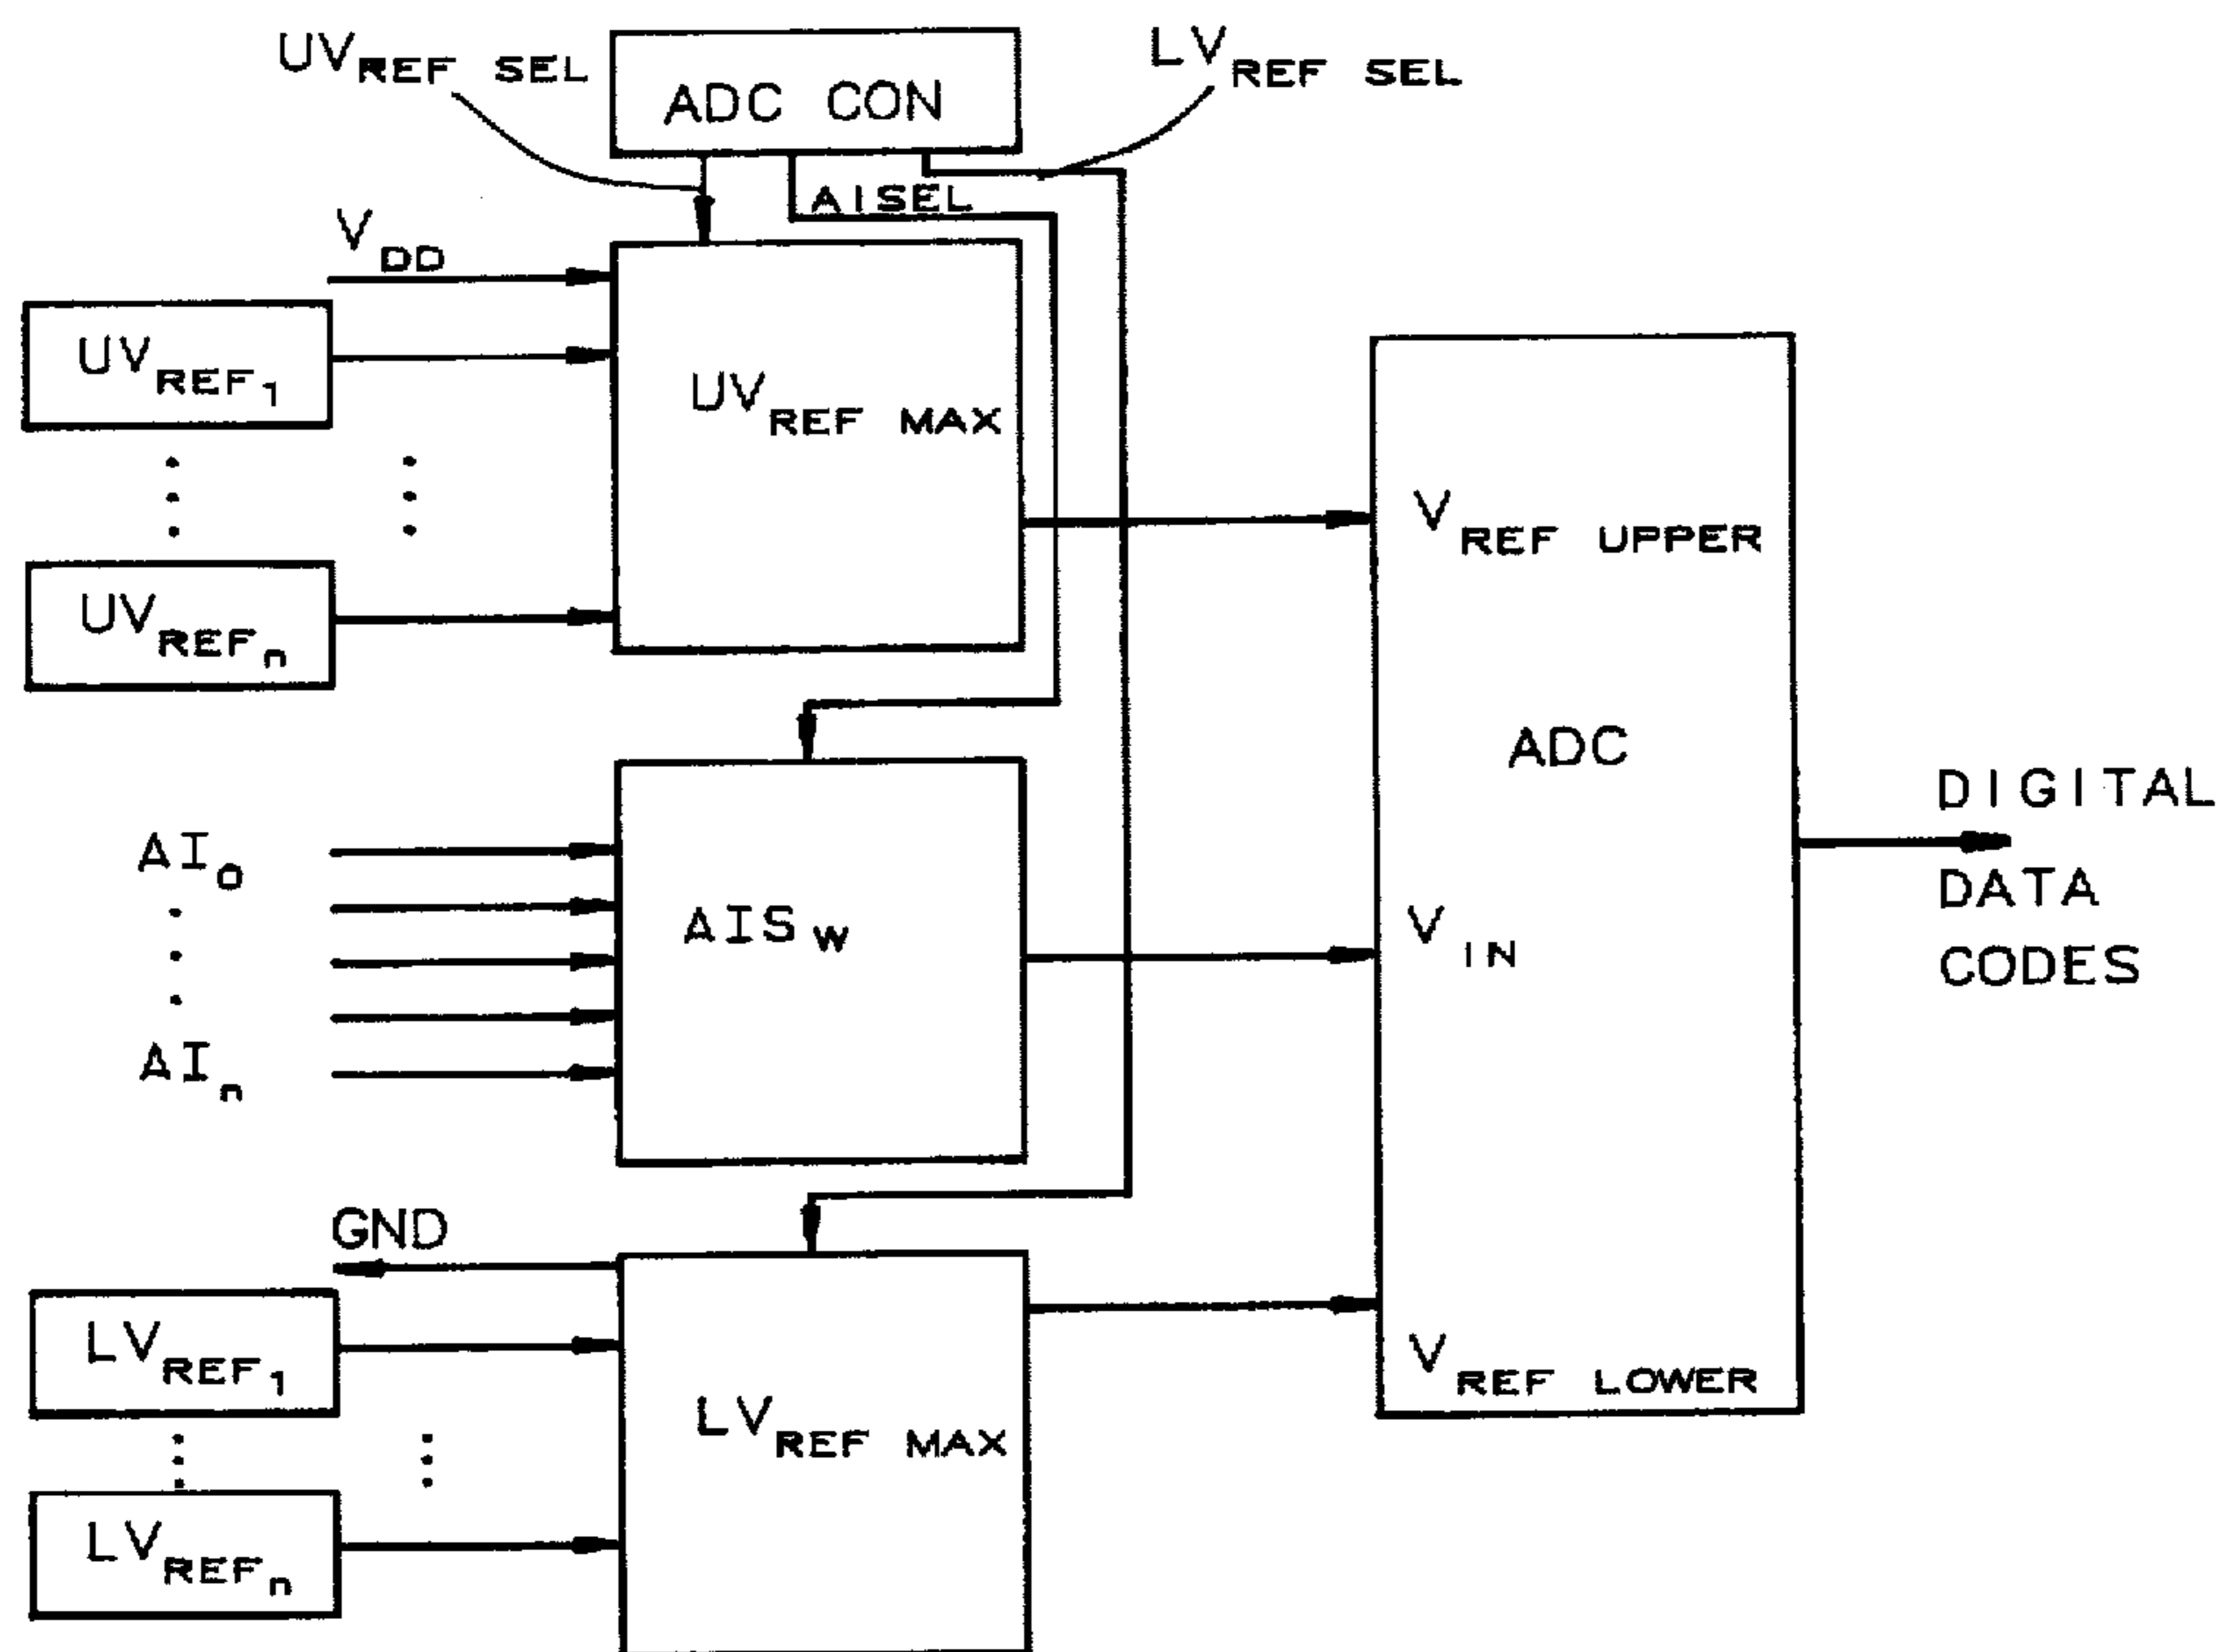 UVREF SEL
ADC CON
LVREF SEL
AISEL
VDD
UVREF1
UVREF MAX
UVREFn
VREF UPPER
ADC
DIGITAL
DATA
CODES
AI0
AISW
VIN
AIn
GND
LVREF1
LVREF MAX
VREF LOWER
LVREFn